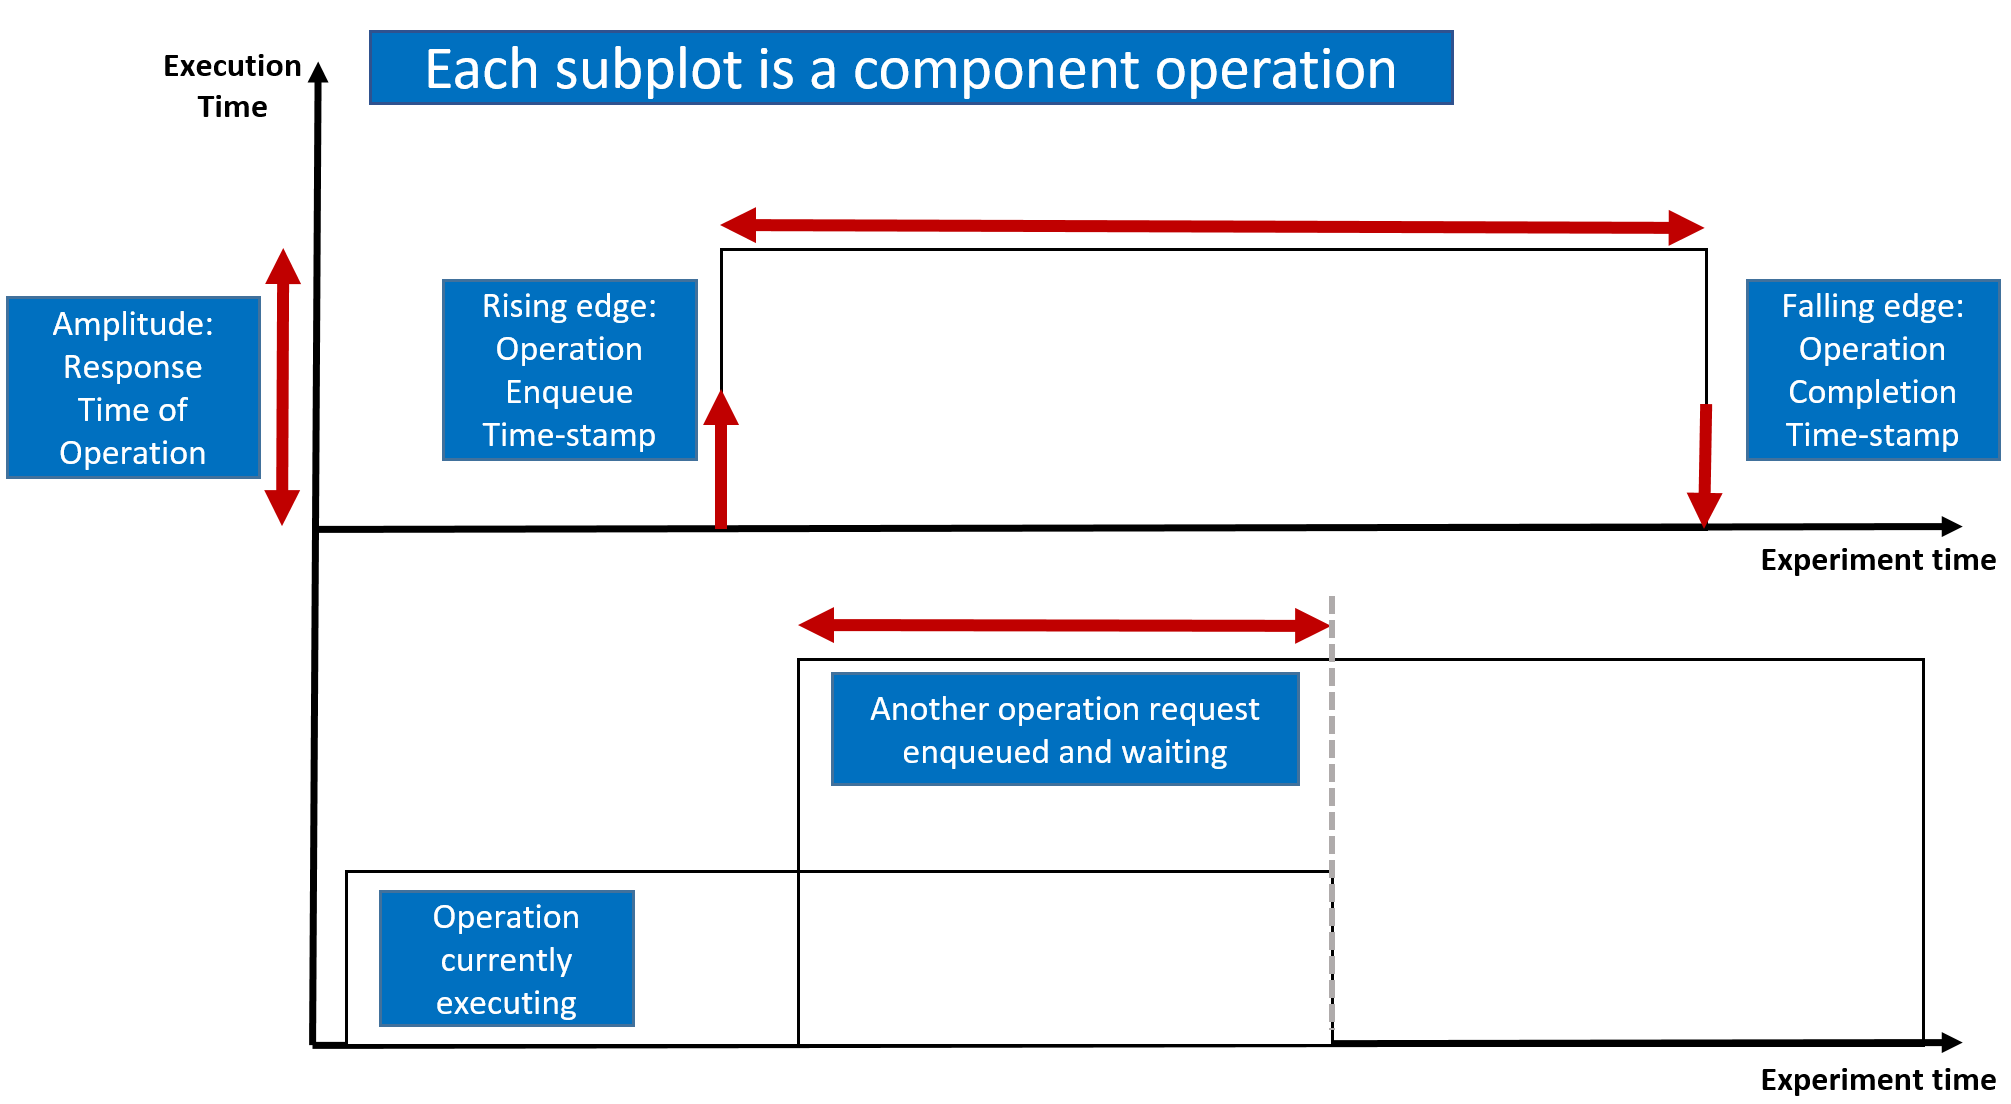 Each subplot is a component operation
Execution
Time
Amplitude:
Response
Time of
Operation
Rising edge:
Operation
Enqueue
Time-stamp
Falling edge:
Operation
Completion
Time-stamp
Experiment time
Another operation request
enqueued and waiting
Operation
currently
executing
Experiment time